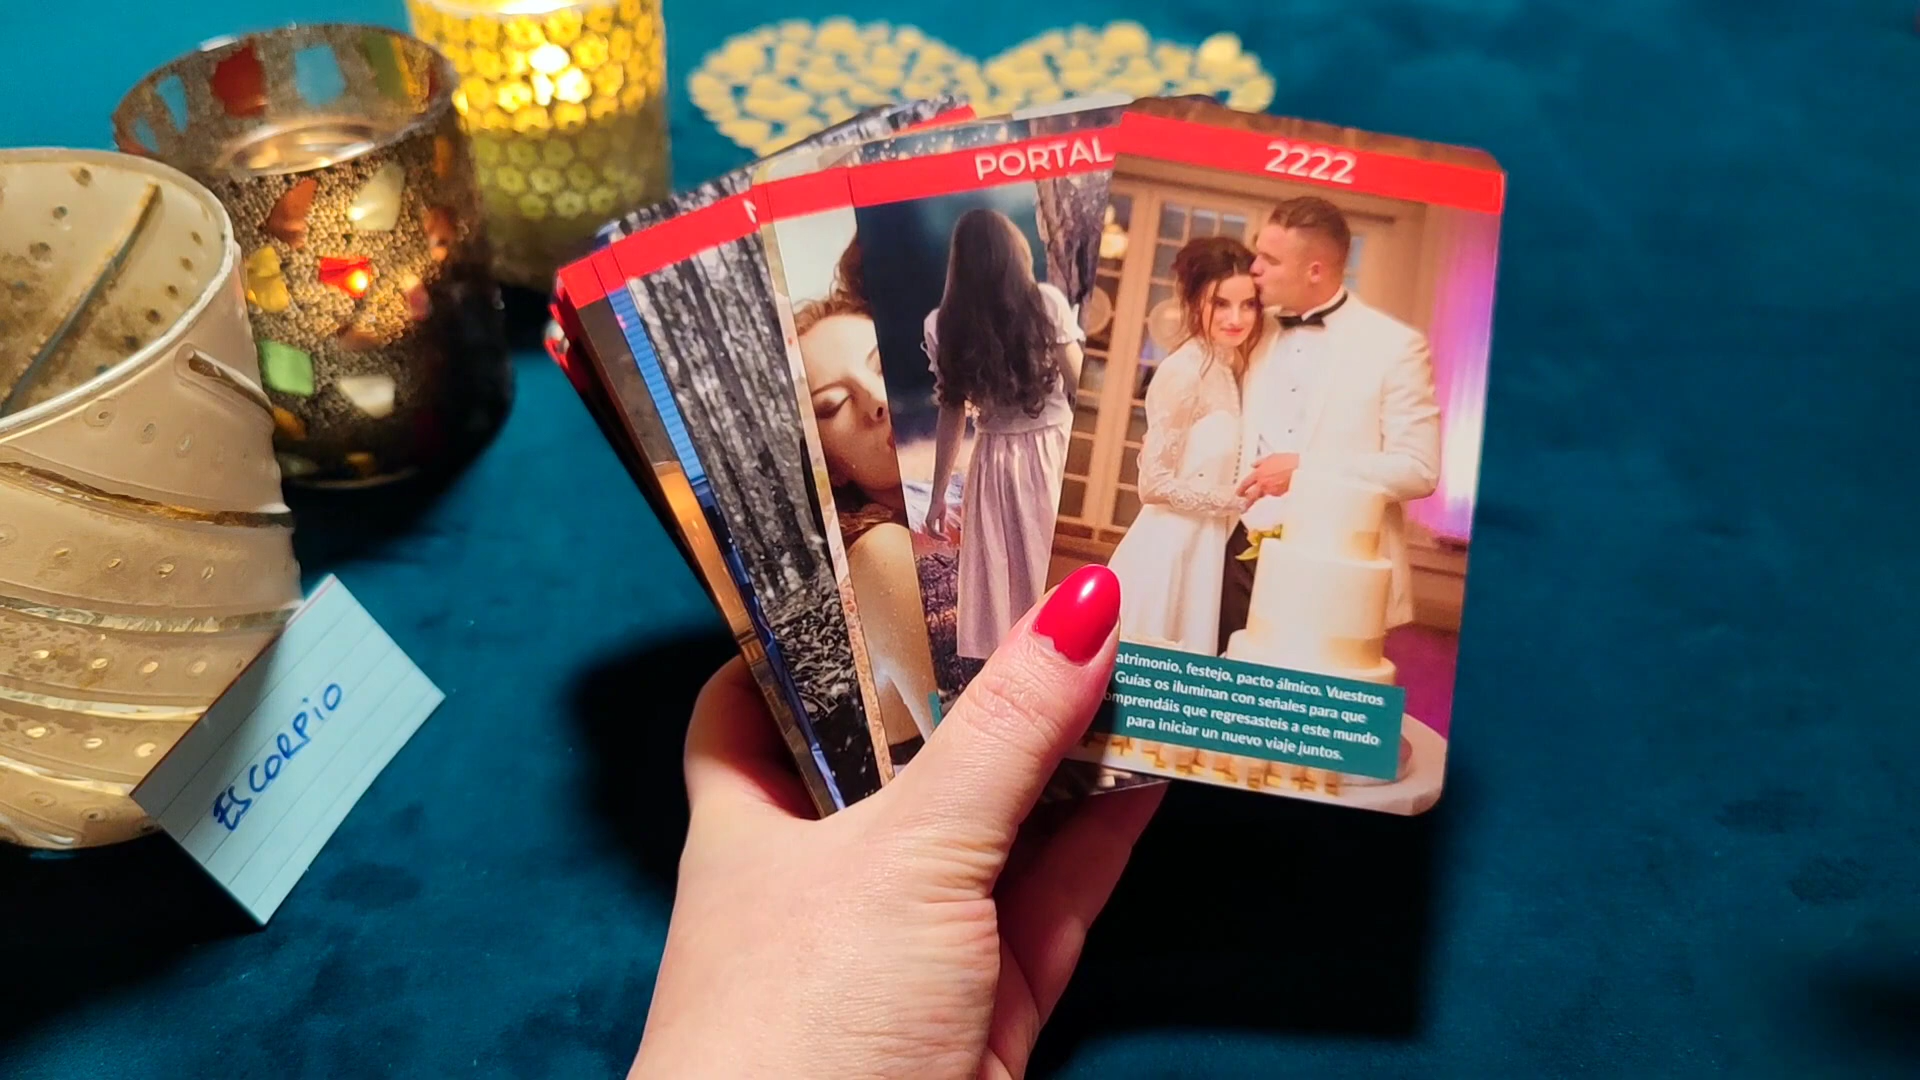 PORTAL
2222
atrimonio, festejo, pacto álmico. Vuestros
Guías os iluminan con señales para que
omprendáis que regresasteis a este mundo
para iniciar un nuevo viaje juntos.
ESCORPIO